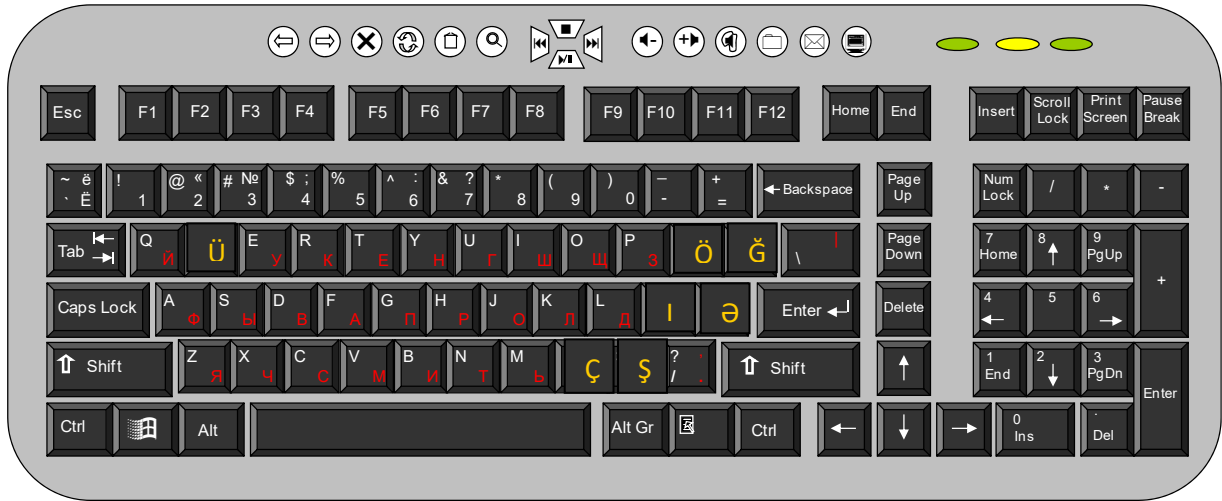 Esc F1 F2 F3 F4 F5 F6 F7 F8 F9 F10 F11 F12 Home End Insert Scroll Lock Print Screen Pause Break
~ ë ` Ё ! 1 @ « 2 # № 3 $ ; 4 % 5 ^ : 6 & ? 7 * 8 ( 9 ) 0 _ - + = Backspace Page Up Num Lock / * -
Tab Q Й Ü E У R К T Е Y Н U Г I Ш O Щ P З Ö Ğ | \ Page Down 7 Home 8 9 PgUp +
Caps Lock A Ф S Ы D В F А G П H Р J О K Л L Д I Ə Enter Delete 4 5 6
Shift Z Я X Ч C С V М B И N Т M Ь Ç Ş ? / , . Shift 1 End 2 3 PgDn Enter
Ctrl Alt Alt Gr Ctrl 0 Ins . Del